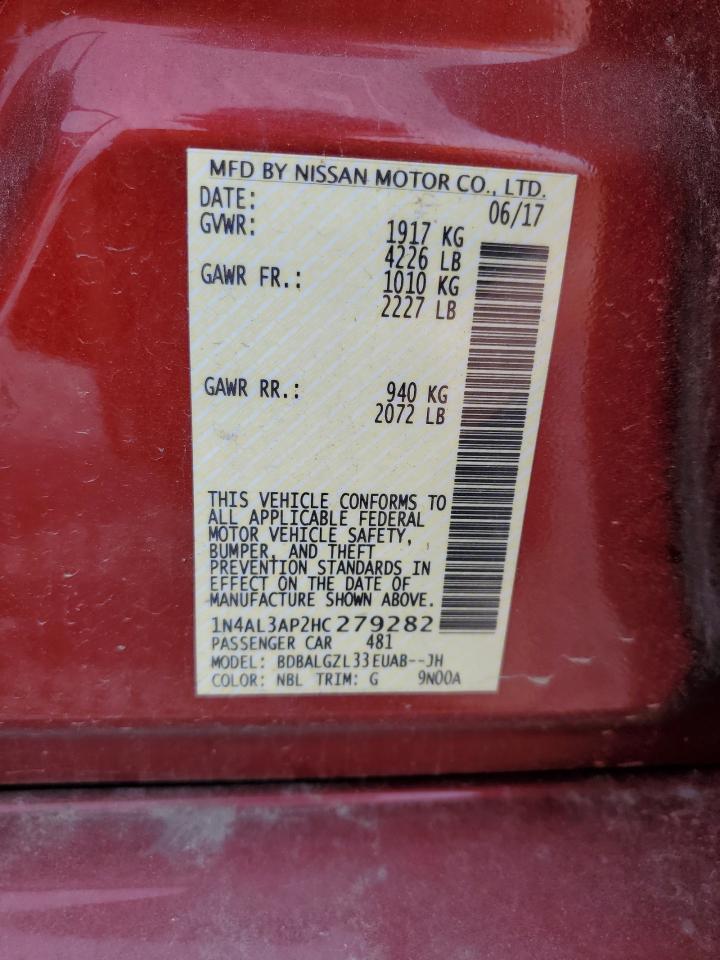 MFD BY NISSAN MOTOR CO., LTD.
DATE: 06/17
GVWR: 1917 KG
4226 LB
GAWR FR.: 1010 KG
2227 LB
GAWR RR.: 940 KG
2072 LB
THIS VEHICLE CONFORMS TO
ALL APPLICABLE FEDERAL
MOTOR VEHICLE SAFETY,
BUMPER, AND THEFT
PREVENTION STANDARDS IN
EFFECT ON THE DATE OF
MANUFACTURE SHOWN ABOVE.
1N4AL3AP2HC279282
PASSENGER CAR 481
MODEL: BDBALGZL33EUAB--JH
COLOR: NBL TRIM: G 9N00A